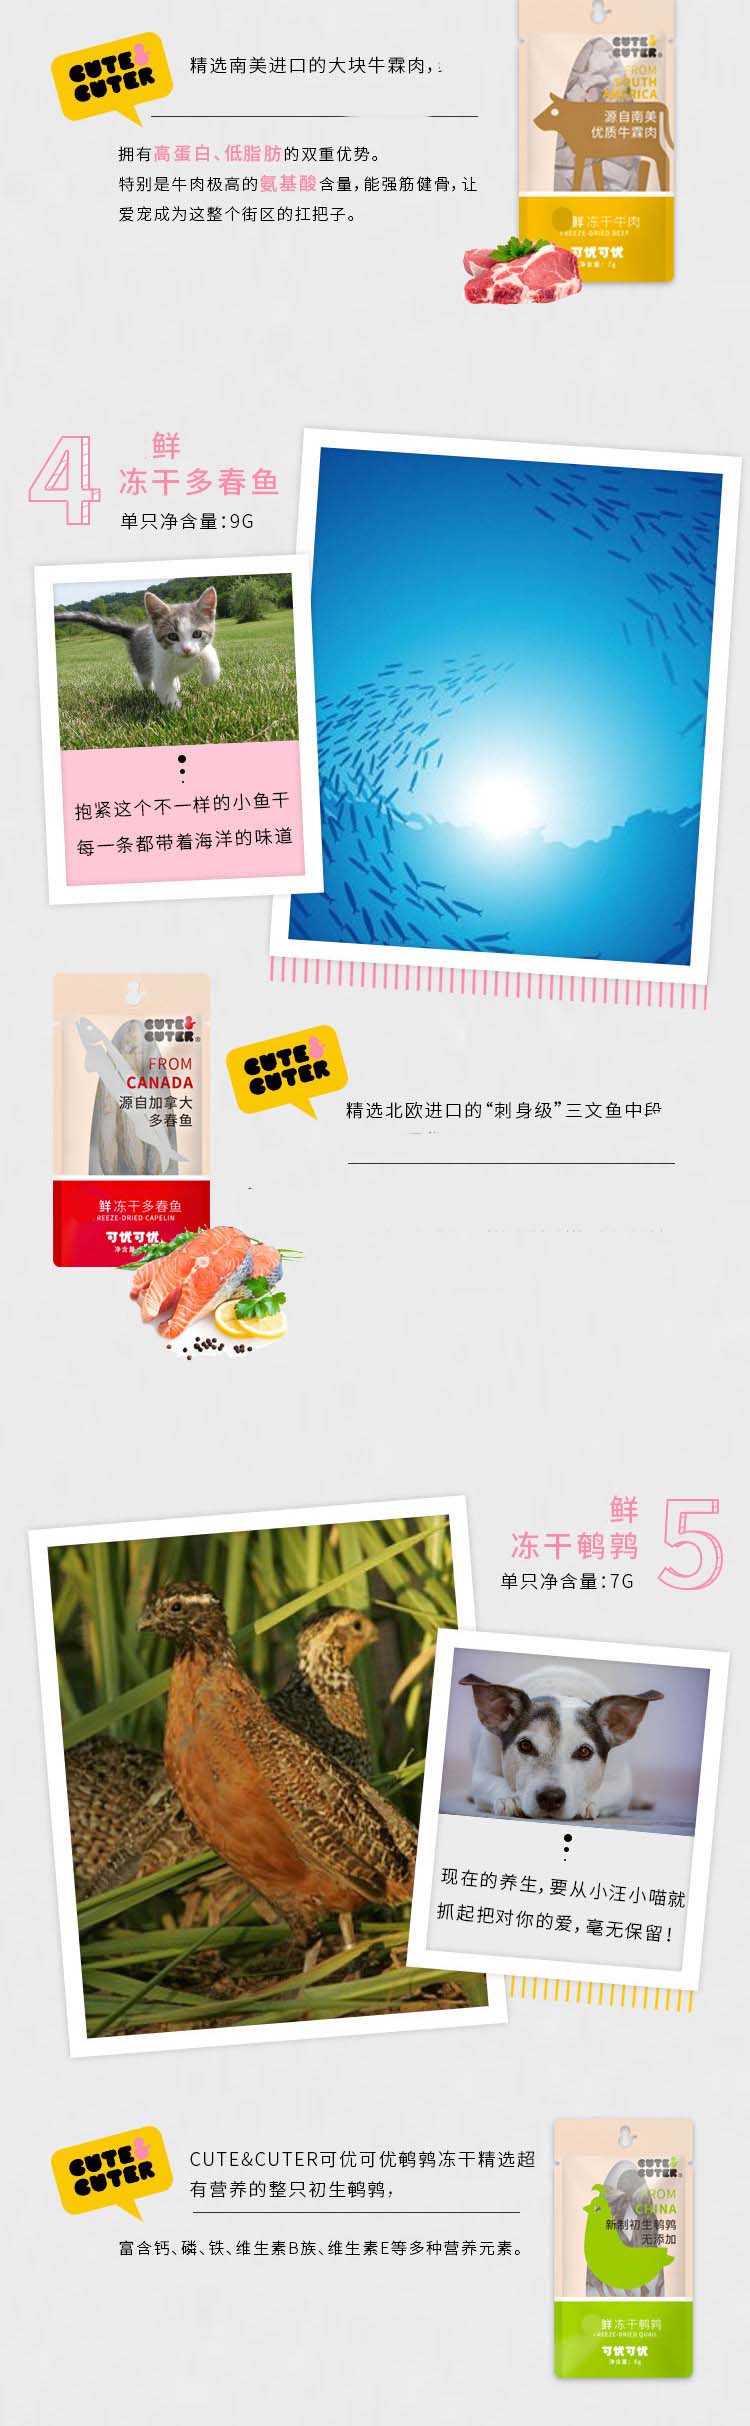 CUTE&
CUTER
精选南美进口的大块牛霖肉，
拥有高蛋白、低脂肪的双重优势。
特别是牛肉极高的氨基酸含量，能强筋健骨，让
爱宠成为这整个街区的扛把子。
CUTE&
CUTER
FROM
SOUTH
AMERICA
源自南美
优质牛霖肉
鲜冻干牛肉
FREEZE-DRIED BEEF
可优可优
净含量：7g
4
鲜
冻干多春鱼
单只净含量：9G
抱紧这个不一样的小鱼干
每一条都带着海洋的味道
CUTE&
CUTER®
FROM
CANADA
源自加拿大
多春鱼
鲜冻干多春鱼
REEZE-DRIED CAPELIN
可优可优
净含量
CUTE&
CUTER
精选北欧进口的“刺身级”三文鱼中段
鲜
冻干鹌鹑
单只净含量：7G
5
现在的养生，要从小汪小喵就
抓起把对你的爱，毫无保留！
CUTE&
CUTER
CUTE&CUTER可优可优鹌鹑冻干精选超
有营养的整只初生鹌鹑，
富含钙、磷、铁、维生素B族、维生素E等多种营养元素。
CUTE&
CUTER®
FROM
CHINA
新制初生鹌鹑
无添加
鲜冻干鹌鹑
REEZE-DRIED QUAIL
可优可优